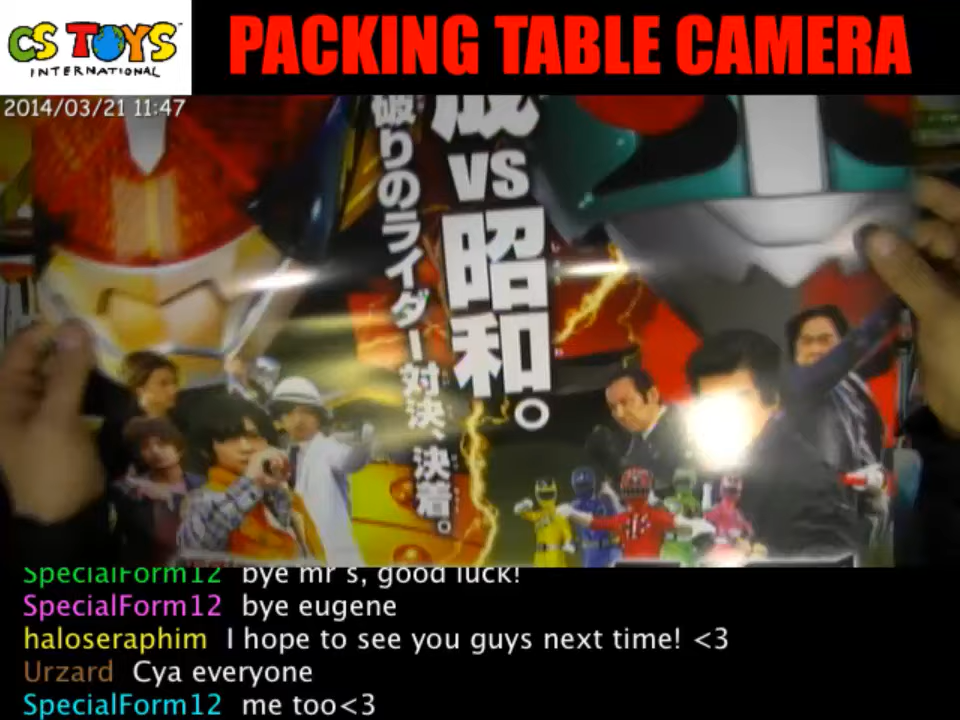 CS TOYS
INTERNATIONAL
PACKING TABLE CAMERA
2014/03/21 11:47
成
VS
昭和。
破りのライダー対決、決着。
SpecialForm12 bye mr s, good luck!
SpecialForm12 bye eugene
haloseraphim I hope to see you guys next time! <3
Urzard Cya everyone
SpecialForm12 me too<3